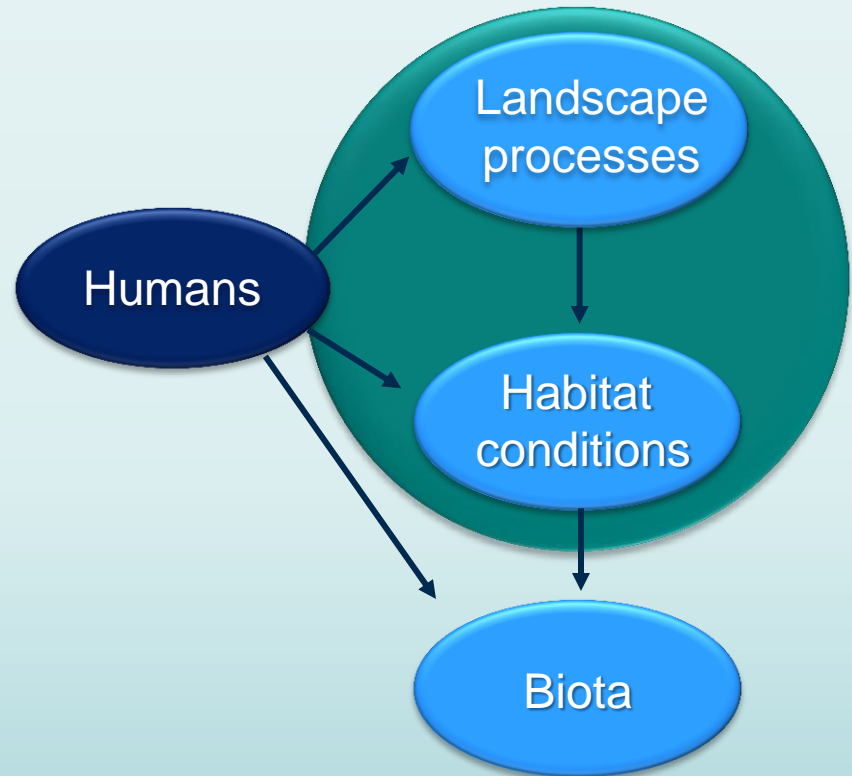 Landscape
processes
Humans
Habitat
conditions
Biota